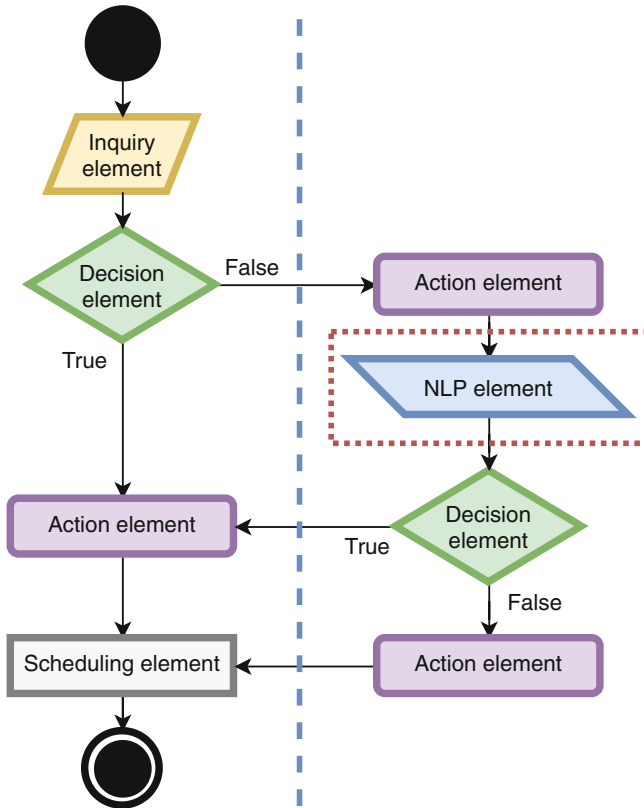 Inquiry
element
Decision
element
False
True
Action element
NLP element
Decision
element
True
False
Action element
Action element
Scheduling element